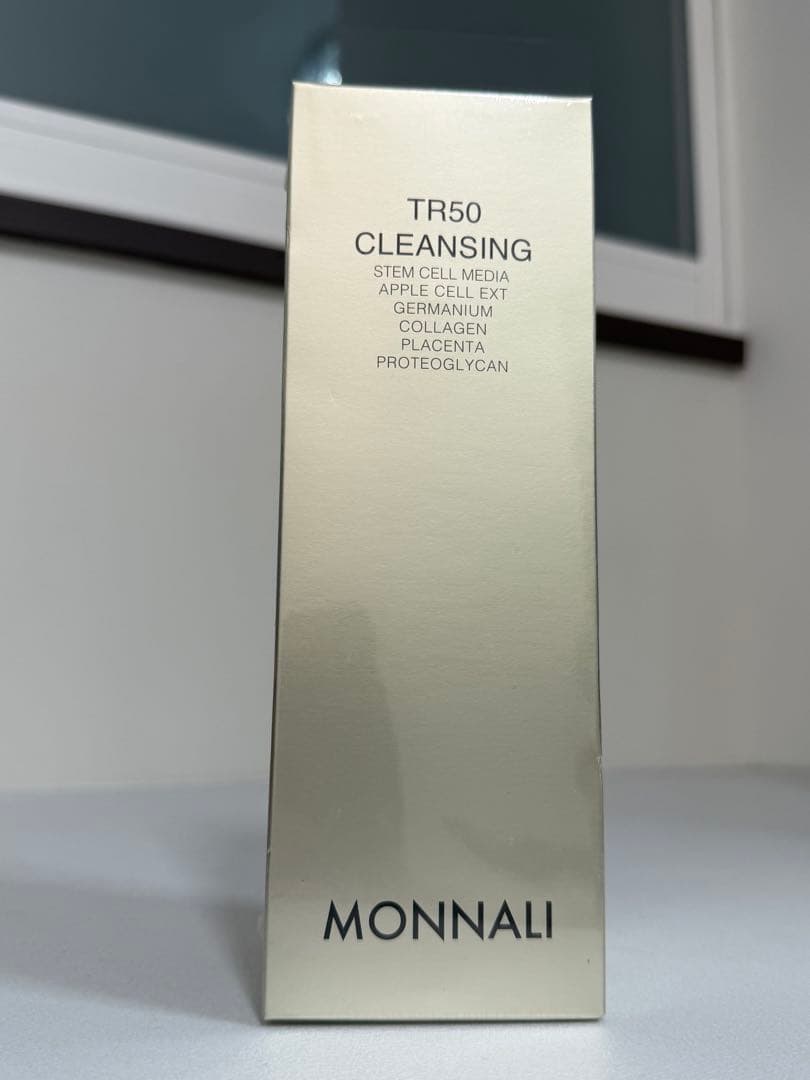 TR50
CLEANSING
STEM CELL MEDIA
APPLE CELL EXT
GERMANIUM
COLLAGEN
PLACENTA
PROTEOGLYCAN
MONNALI